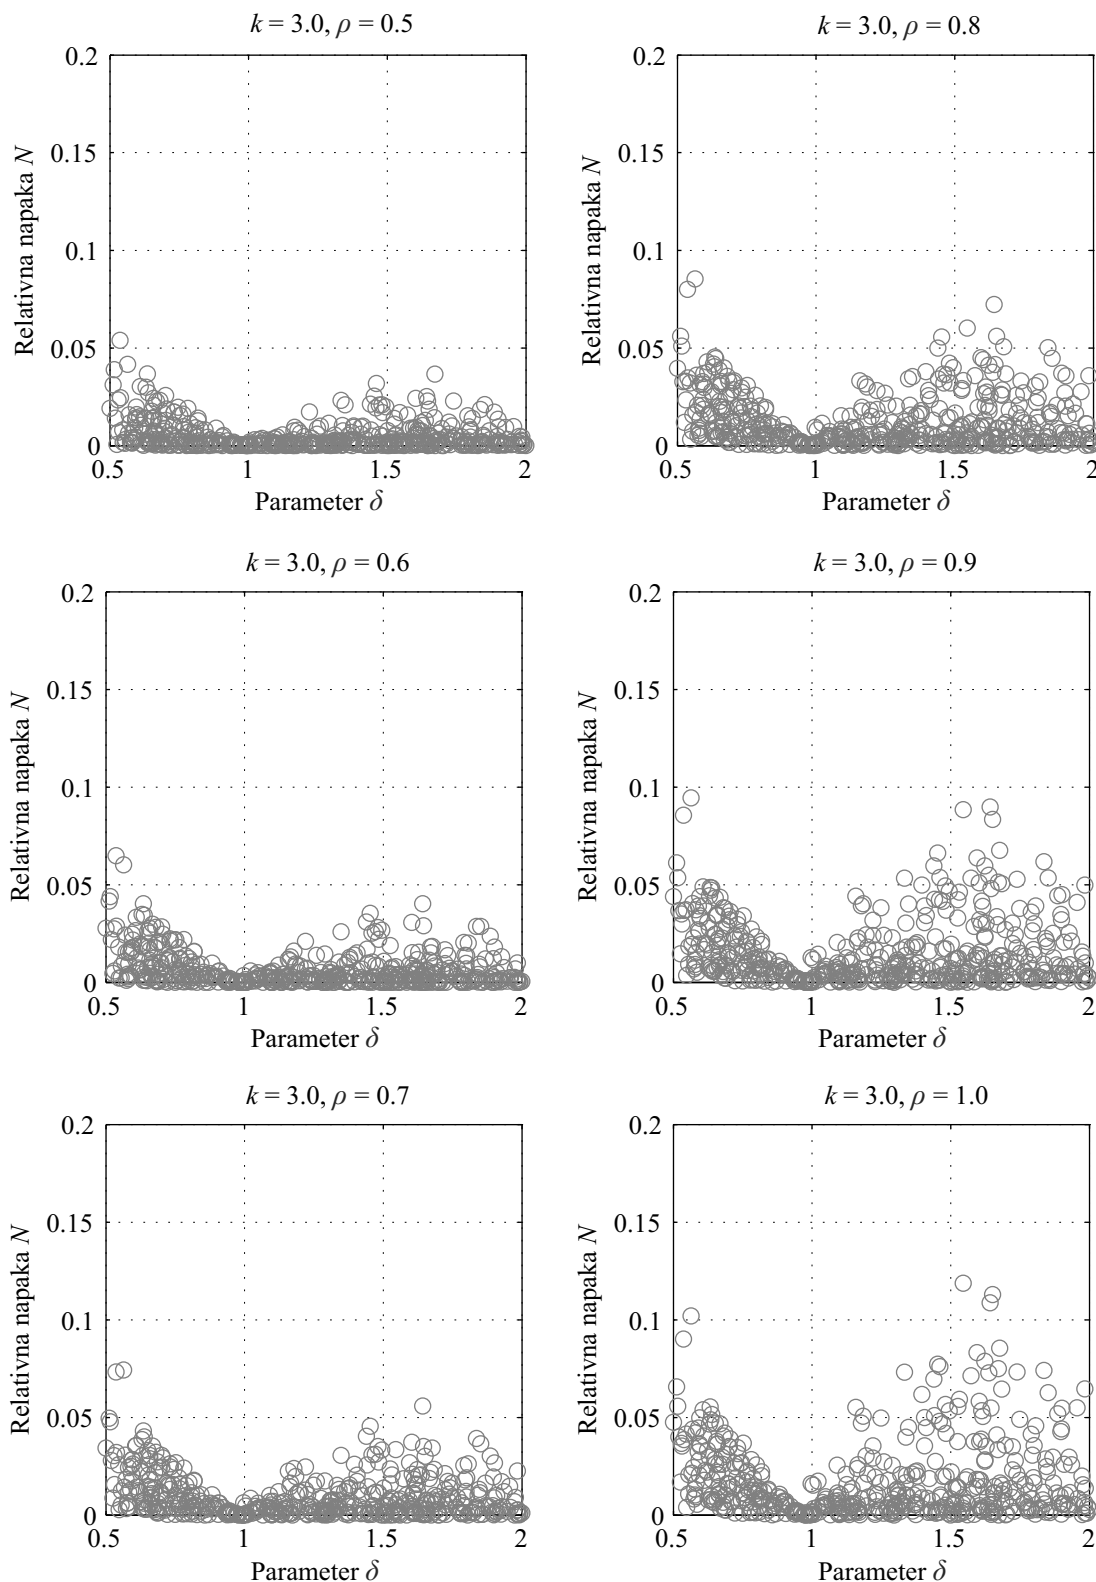 k = 3.0, ρ = 0.5
0.2
0.15
0.1
0.05
0
Relativna napaka N
0.5 1 1.5 2
Parameter δ
k = 3.0, ρ = 0.8
0.2
0.15
0.1
0.05
0
Relativna napaka N
0.5 1 1.5 2
Parameter δ
k = 3.0, ρ = 0.6
0.2
0.15
0.1
0.05
0
Relativna napaka N
0.5 1 1.5 2
Parameter δ
k = 3.0, ρ = 0.9
0.2
0.15
0.1
0.05
0
Relativna napaka N
0.5 1 1.5 2
Parameter δ
k = 3.0, ρ = 0.7
0.2
0.15
0.1
0.05
0
Relativna napaka N
0.5 1 1.5 2
Parameter δ
k = 3.0, ρ = 1.0
0.2
0.15
0.1
0.05
0
Relativna napaka N
0.5 1 1.5 2
Parameter δ